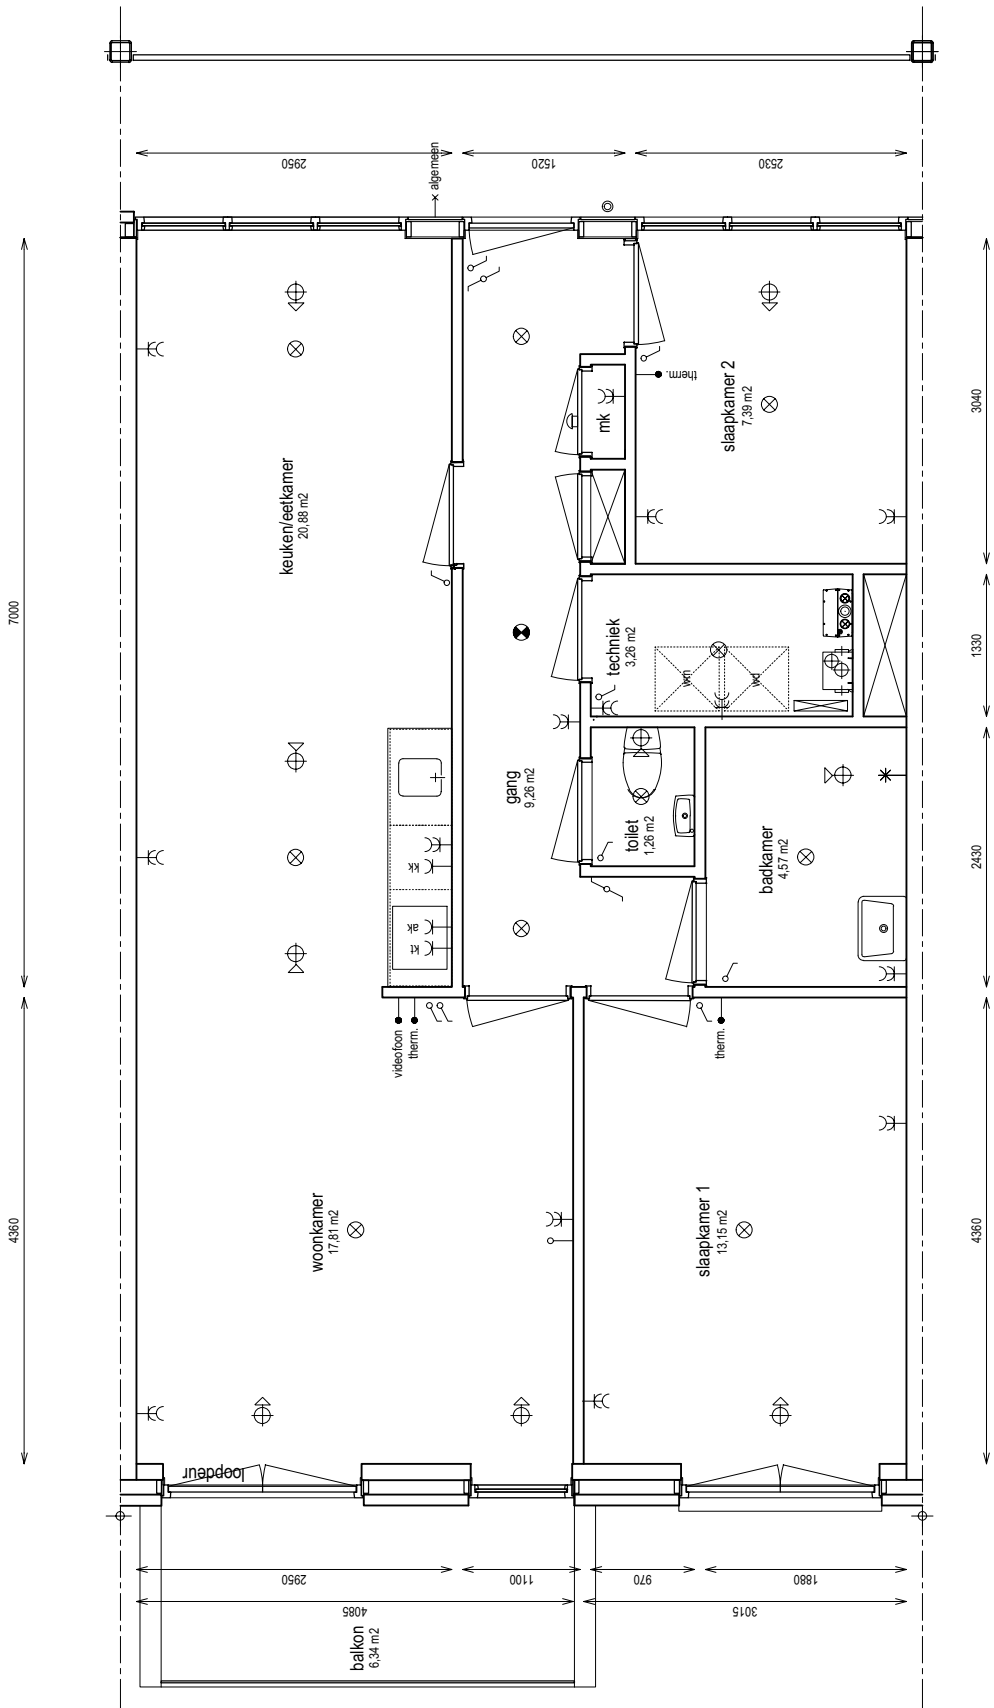 2950
1520
2530
algemeen
7000
4360
3040
1330
2430
4360
keuken/eetkamer
20,88 m2
mk
therm.
slaapkamer 2
7,39 m2
techniek
3,26 m2
wm
wd
gang
9,26 m2
toilet
1,26 m2
badkamer
4,57 m2
kk
ak
kt
videofoon
therm.
therm.
woonkamer
17,81 m2
slaapkamer 1
13,15 m2
loopdeur
2950
1100
970
1880
4085
3015
balkon
6,34 m2